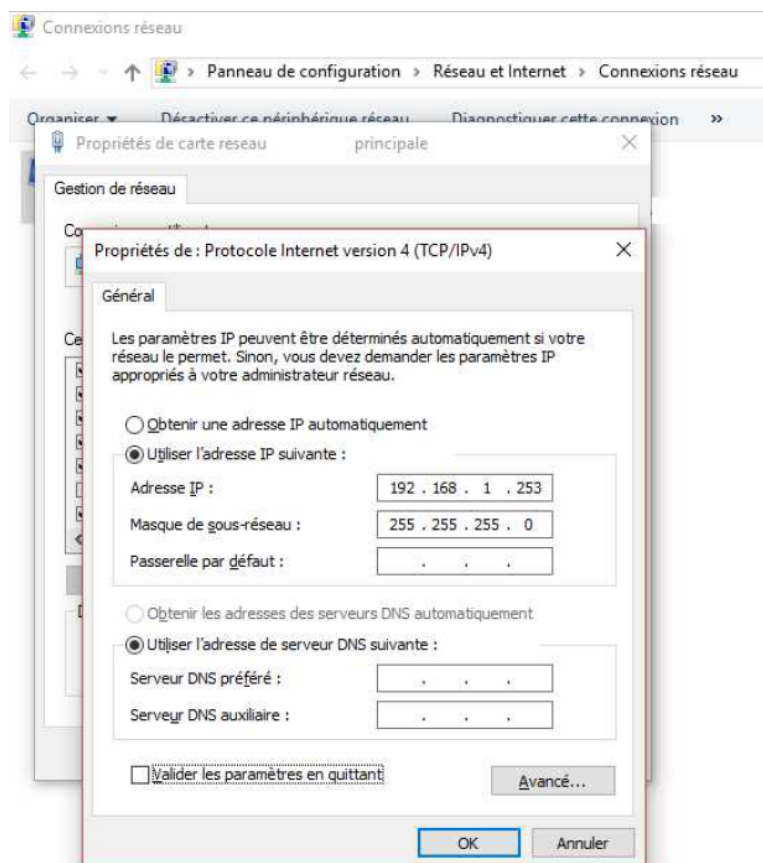 Connexions réseau
Panneau de configuration > Réseau et Internet > Connexions réseau
Organiser Désactiver ce périphérique réseau Diagnostiquer cette connexion »
Propriétés de carte reseau principale
Gestion de réseau
Propriétés de : Protocole Internet version 4 (TCP/IPv4)
Général
Les paramètres IP peuvent être déterminés automatiquement si votre
réseau le permet. Sinon, vous devez demander les paramètres IP
appropriés à votre administrateur réseau.
Obtenir une adresse IP automatiquement
Utiliser l'adresse IP suivante :
Adresse IP : 192 . 168 . 1 . 253
Masque de sous-réseau : 255 . 255 . 255 . 0
Passerelle par défaut : . . .
Obtenir les adresses des serveurs DNS automatiquement
Utiliser l'adresse de serveur DNS suivante :
Serveur DNS préféré : . . .
Serveur DNS auxiliaire : . . .
Valider les paramètres en quittant
Avancé...
OK Annuler